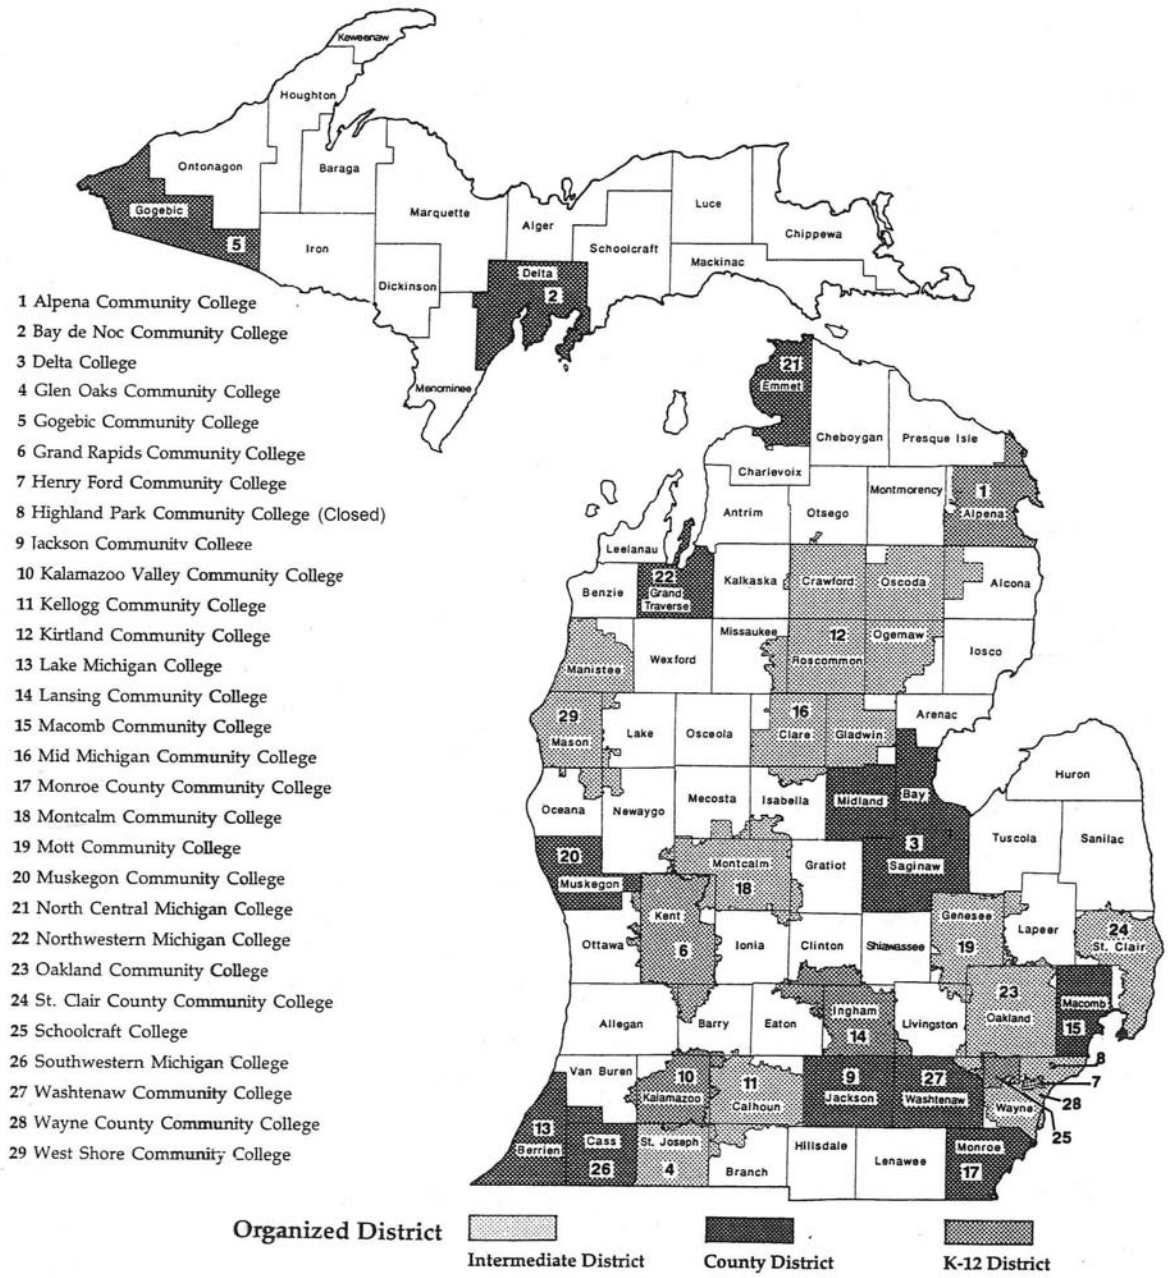 Keweenaw
Houghton
Ontonagon
Baraga
Gogebic
5
Iron
Marquette
Dickinson
Menominee
Alger
Delta
2
Schoolcraft
Luce
Mackinac
Chippewa
1 Alpena Community College
2 Bay de Noc Community College
3 Delta College
4 Glen Oaks Community College
5 Gogebic Community College
6 Grand Rapids Community College
7 Henry Ford Community College
8 Highland Park Community College (Closed)
9 Jackson Community College
10 Kalamazoo Valley Community College
11 Kellogg Community College
12 Kirtland Community College
13 Lake Michigan College
14 Lansing Community College
15 Macomb Community College
16 Mid Michigan Community College
17 Monroe County Community College
18 Montcalm Community College
19 Mott Community College
20 Muskegon Community College
21 North Central Michigan College
22 Northwestern Michigan College
23 Oakland Community College
24 St. Clair County Community College
25 Schoolcraft College
26 Southwestern Michigan College
27 Washtenaw Community College
28 Wayne County Community College
29 West Shore Community College
21
Emmet
Cheboygan
Presque Isle
Charlevoix
Antrim
Otsego
Montmorency
1
Alpena
Leelanau
Benzie
22
Grand
Traverse
Kalkaska
Crawford
Oscoda
Alcona
Manistee
Wexford
Missaukee
12
Roscommon
Ogemaw
Iosco
29
Mason
Lake
Osceola
16
Clare
Gladwin
Arenac
Oceana
Newaygo
Mecosta
Isabella
Midland
Bay
Huron
20
Muskegon
Montcalm
18
Gratiot
3
Saginaw
Tuscola
Sanilac
Ottawa
Kent
6
Ionia
Clinton
Shiawassee
Genesee
19
Lapeer
24
St. Clair
Allegan
Barry
Eaton
Ingham
14
Livingston
23
Oakland
Macomb
15
Van Buren
10
Kalamazoo
11
Calhoun
9
Jackson
27
Washtenaw
Wayne
8
7
28
25
13
Berrien
Cass
26
St. Joseph
4
Branch
Hillsdale
Lenawee
Monroe
17
Organized District
Intermediate District
County District
K-12 District